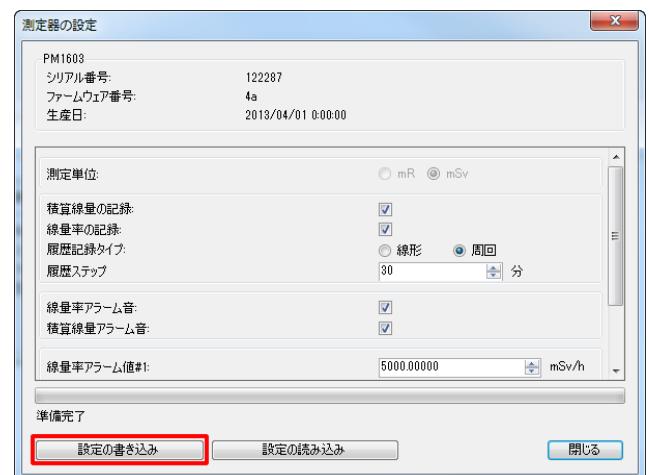 測定器の設定
PM1603
シリアル番号: 122287
ファームウェア番号: 4a
生産日: 2013/04/01 0:00:00
測定単位: mR mSv
積算線量の記録:
線量率の記録:
履歴記録タイプ: 線形 周回
履歴ステップ 30 分
線量率アラーム音:
積算線量アラーム音:
線量率アラーム値#1: 5000.00000 mSv/h
準備完了
設定の書き込み 設定の読み込み 閉じる